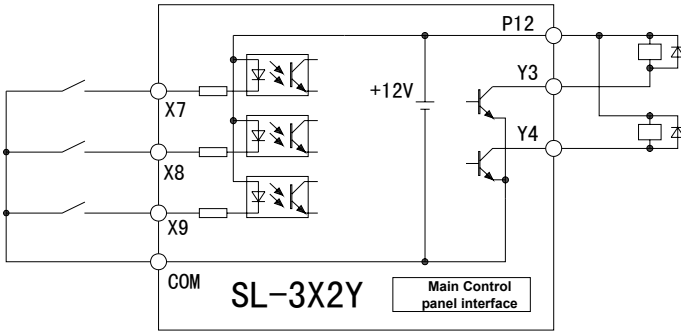 P12
+12V
Y3
X7
Y4
X8
X9
COM
SL-3X2Y
Main Control
panel interface